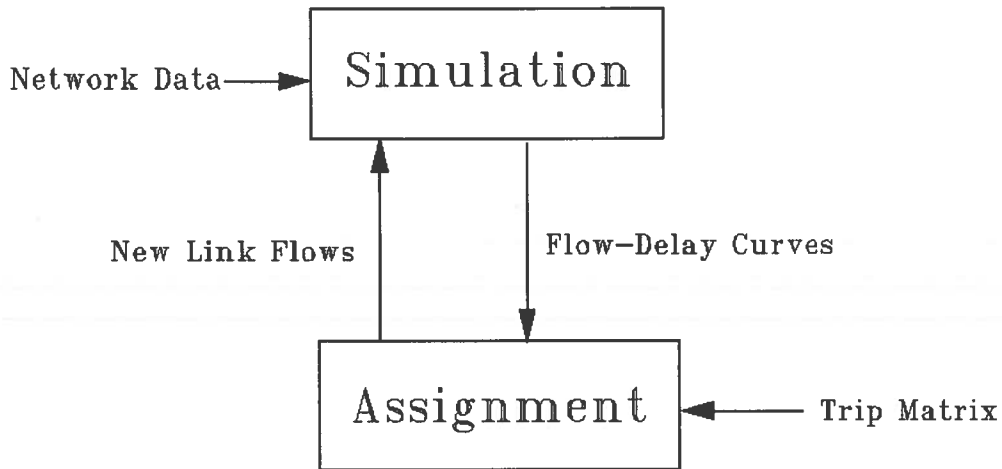 Simulation
Network Data
New Link Flows
Flow-Delay Curves
Assignment
Trip Matrix